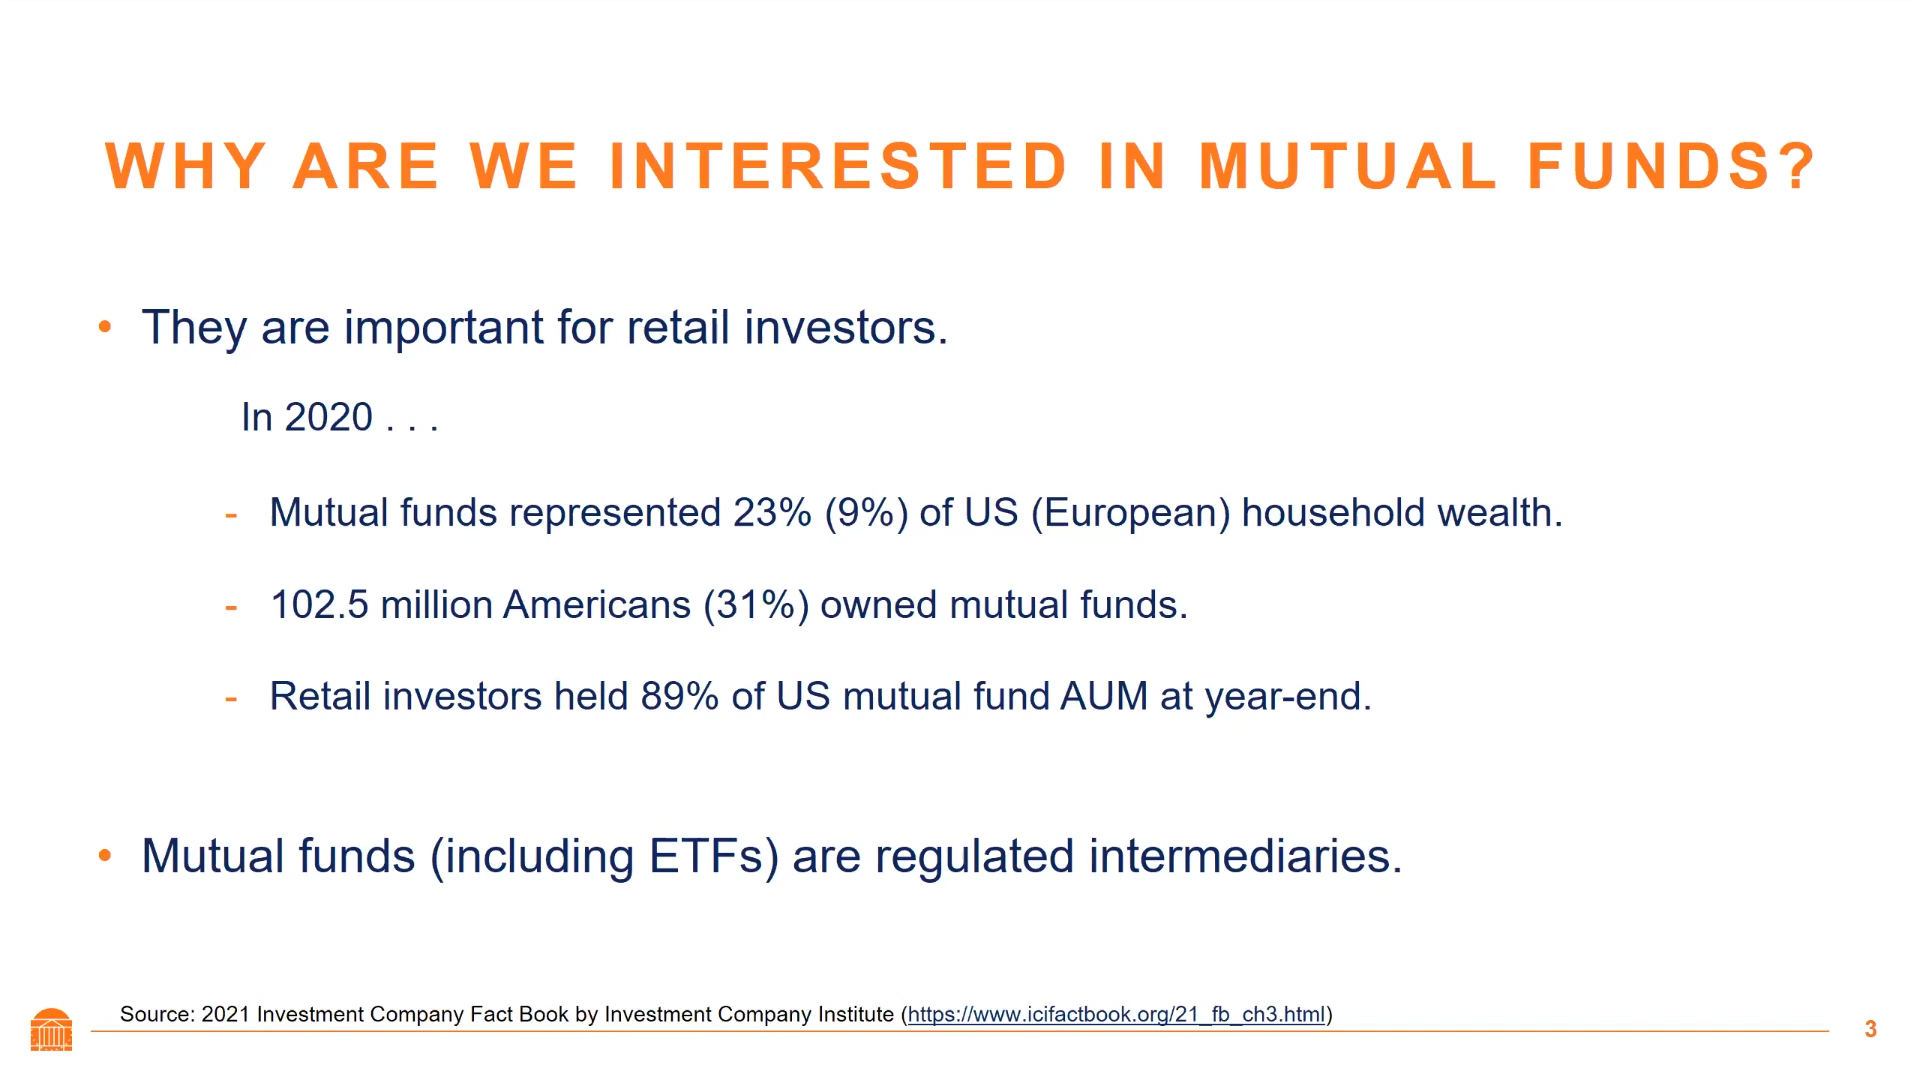 WHY ARE WE INTERESTED IN MUTUAL FUNDS?
• They are important for retail investors.
In 2020 . . .
- Mutual funds represented 23% (9%) of US (European) household wealth.
- 102.5 million Americans (31%) owned mutual funds.
- Retail investors held 89% of US mutual fund AUM at year-end.
• Mutual funds (including ETFs) are regulated intermediaries.
Source: 2021 Investment Company Fact Book by Investment Company Institute (https://www.icifactbook.org/21_fb_ch3.html)
3